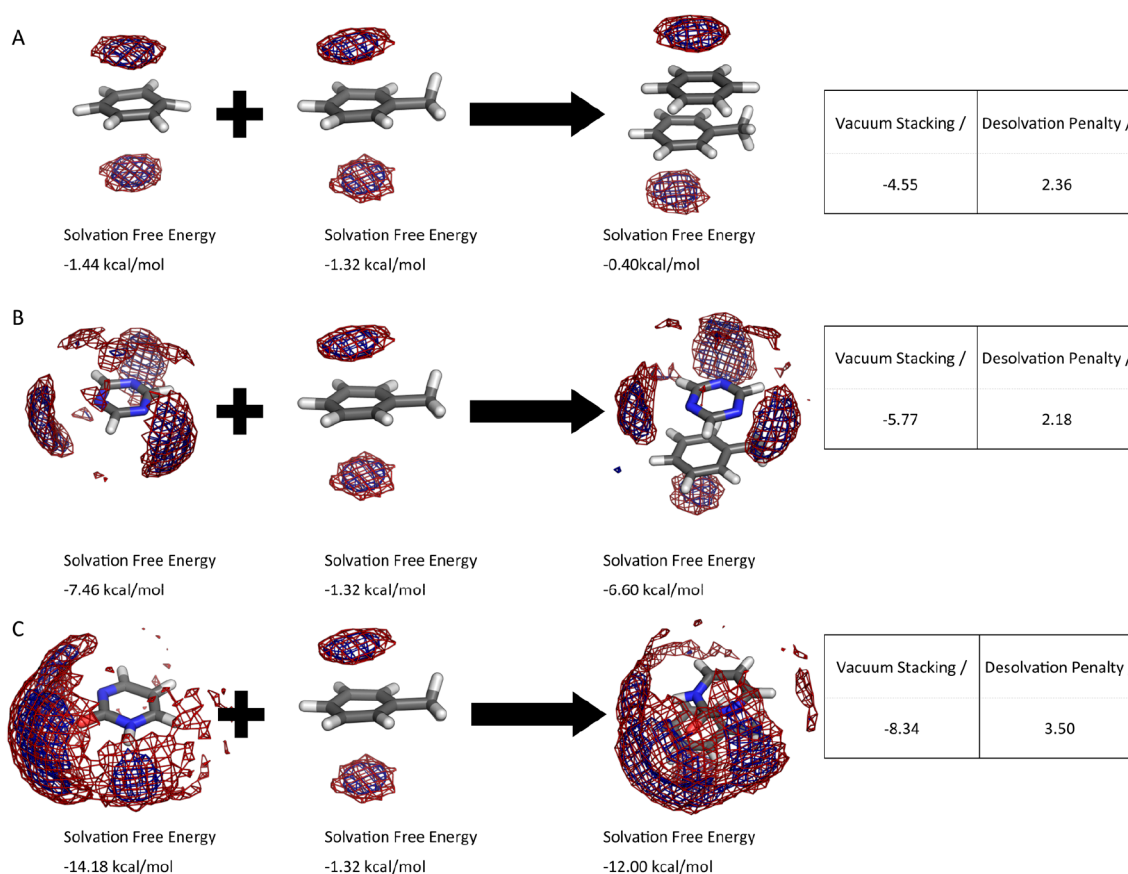 A
Vacuum Stacking /
Desolvation Penalty /
-4.55
2.36
Solvation Free Energy
-1.44 kcal/mol
Solvation Free Energy
-1.32 kcal/mol
Solvation Free Energy
-0.40kcal/mol
B
Vacuum Stacking /
Desolvation Penalty /
-5.77
2.18
Solvation Free Energy
-7.46 kcal/mol
Solvation Free Energy
-1.32 kcal/mol
Solvation Free Energy
-6.60 kcal/mol
C
Vacuum Stacking /
Desolvation Penalty
-8.34
3.50
Solvation Free Energy
-14.18 kcal/mol
Solvation Free Energy
-1.32 kcal/mol
Solvation Free Energy
-12.00 kcal/mol